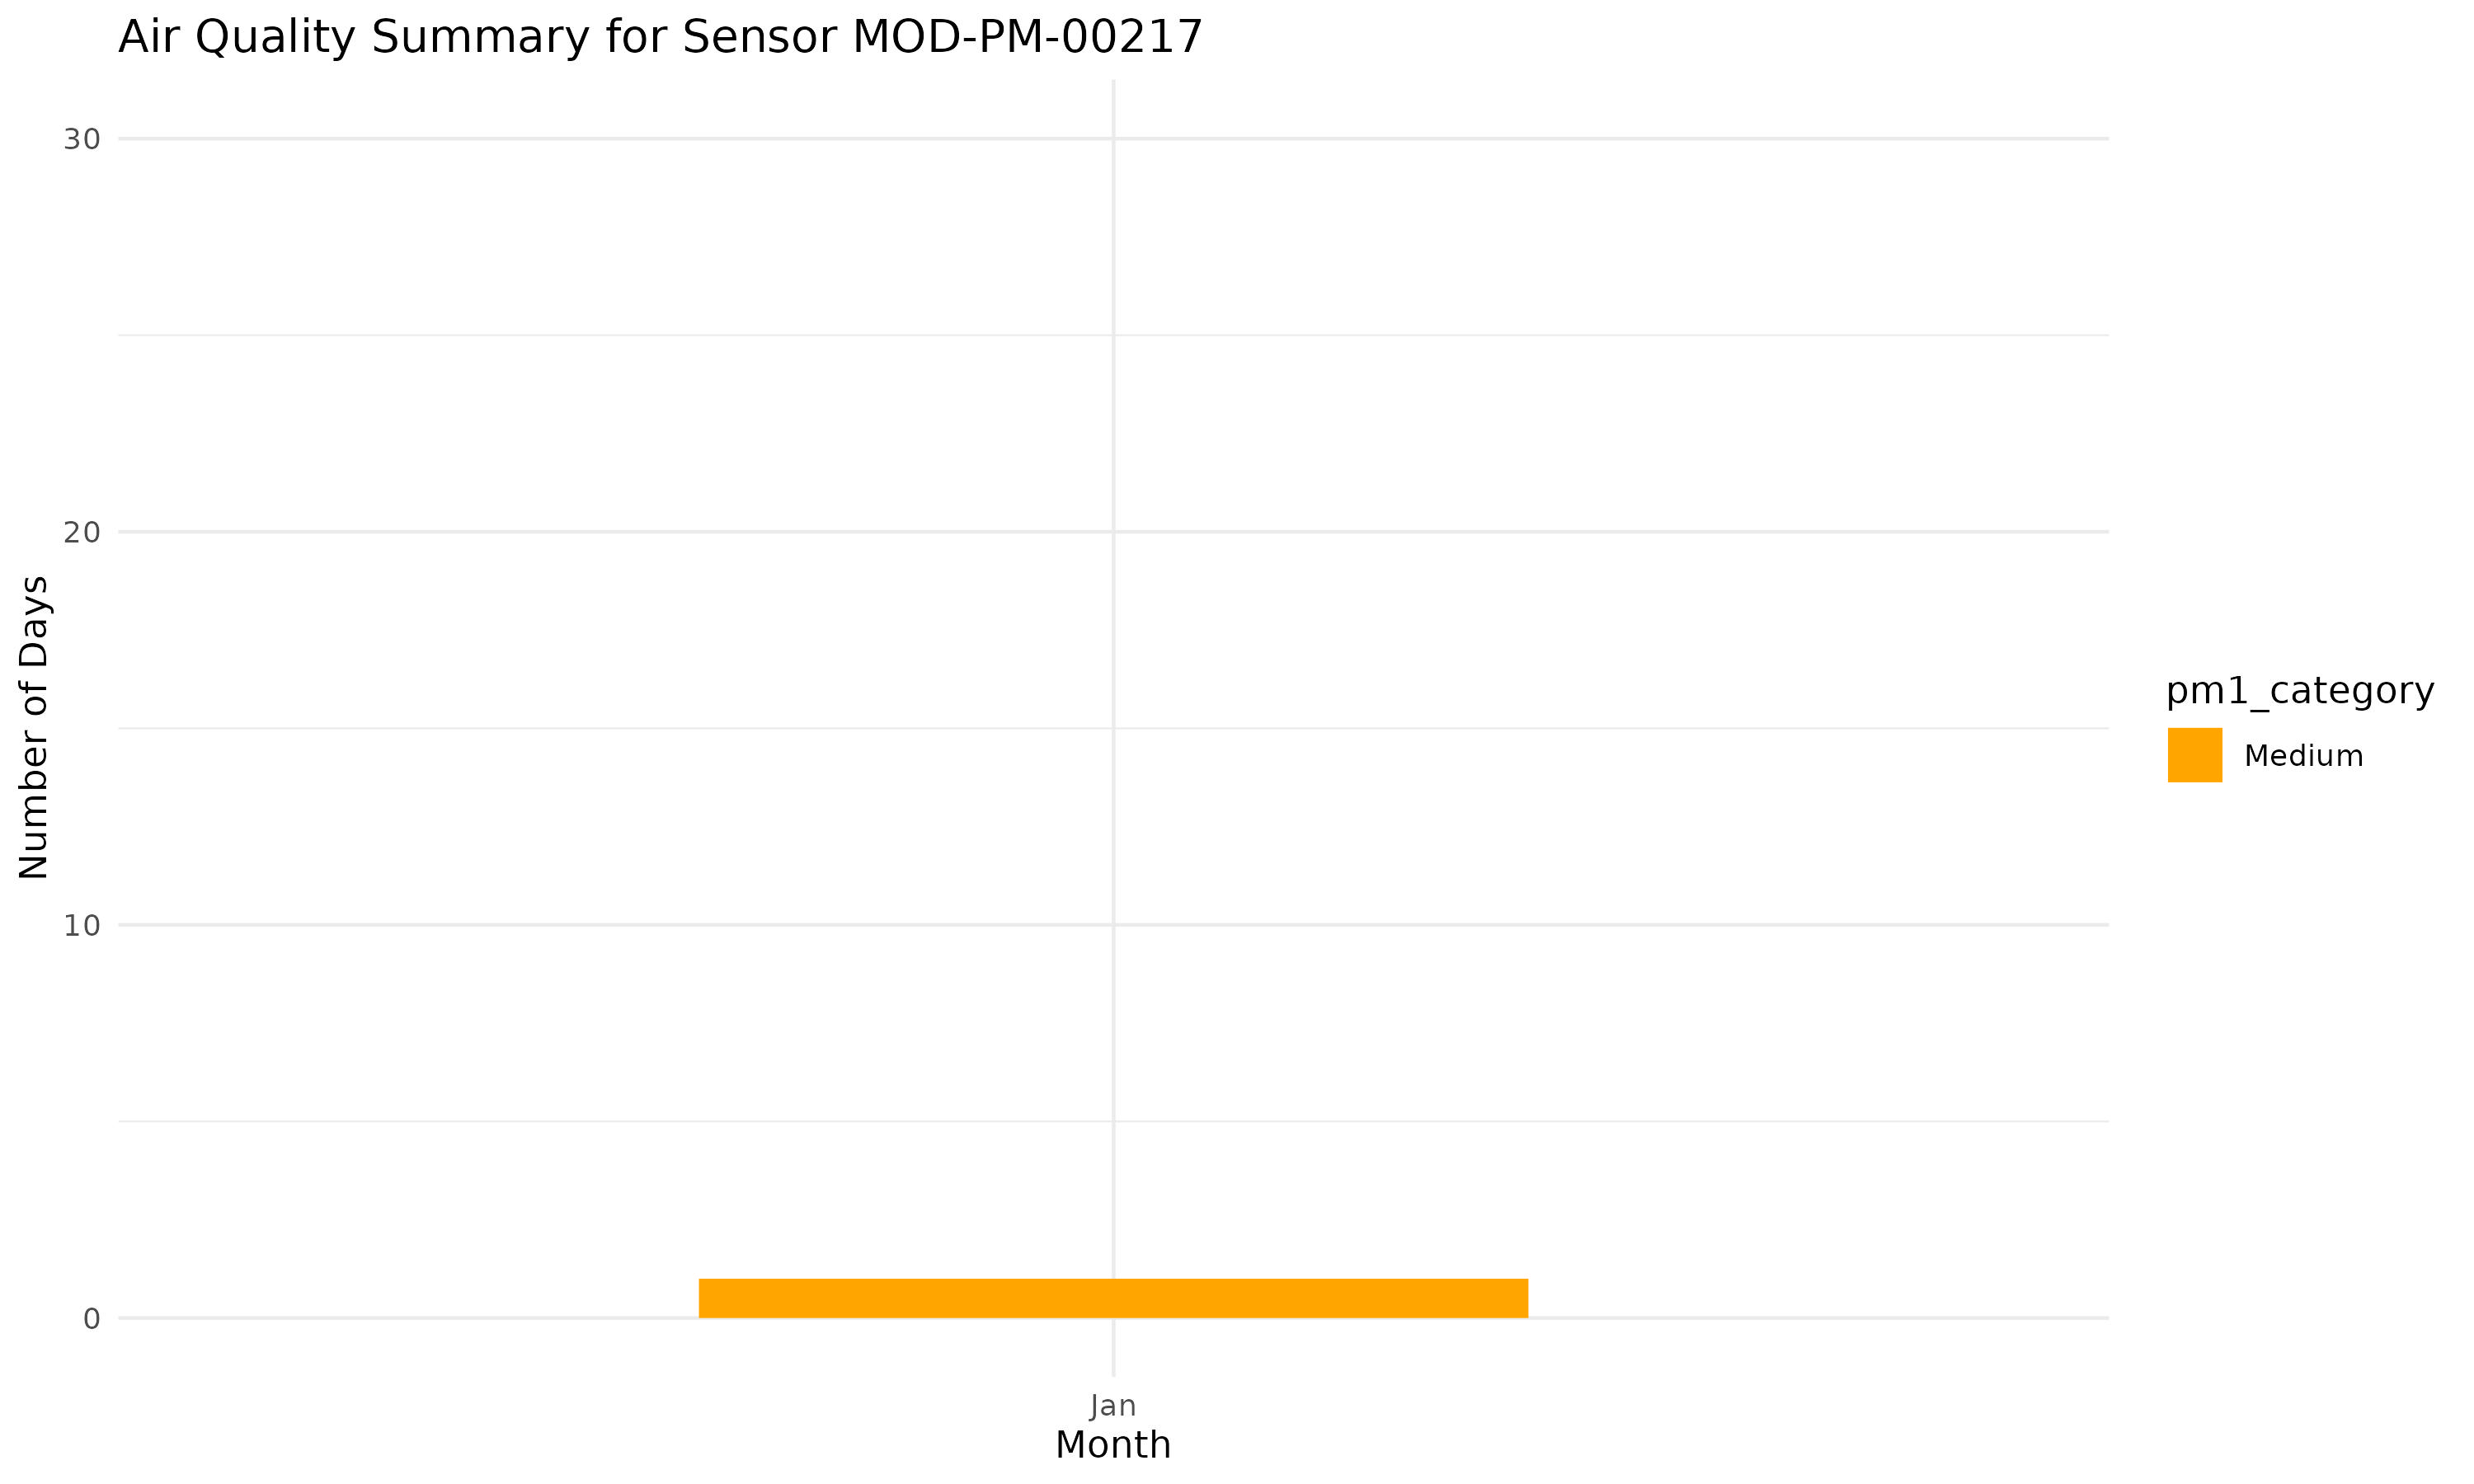 Air Quality Summary for Sensor MOD-PM-00217
30
20
10
0
Number of Days
Jan
Month
pm1_category
Medium